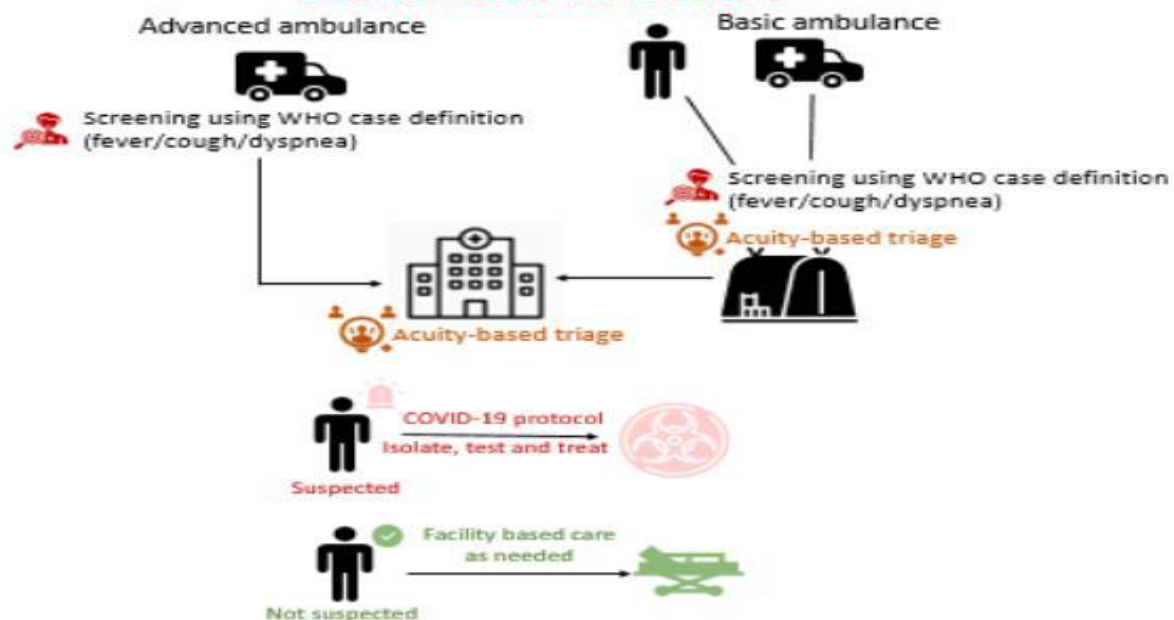 Advanced ambulance
Basic ambulance
Screening using WHO case definition
(fever/cough/dyspnea)
Screening using WHO case definition
(fever/cough/dyspnea)
Acuity-based triage
Acuity-based triage
COVID-19 protocol
Isolate, test and treat
Suspected
Facility based care
as needed
Not suspected